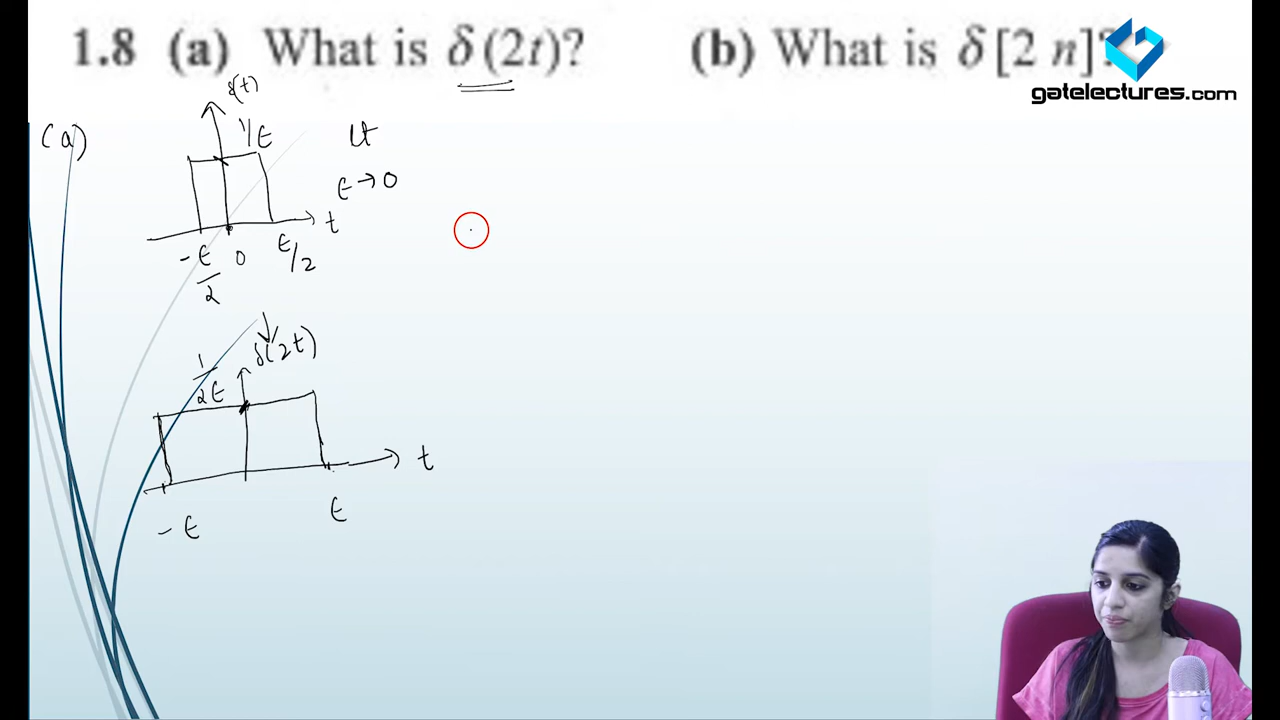 1.8 (a) What is δ(2t)? (b) What is δ[2 n]?
gatelectures.com
(a)
δ(t)
1/ϵ
lt
ϵ → 0
t
-ϵ/2 0 ϵ/2
δ(2t)
1/2ϵ
t
-ϵ ϵ